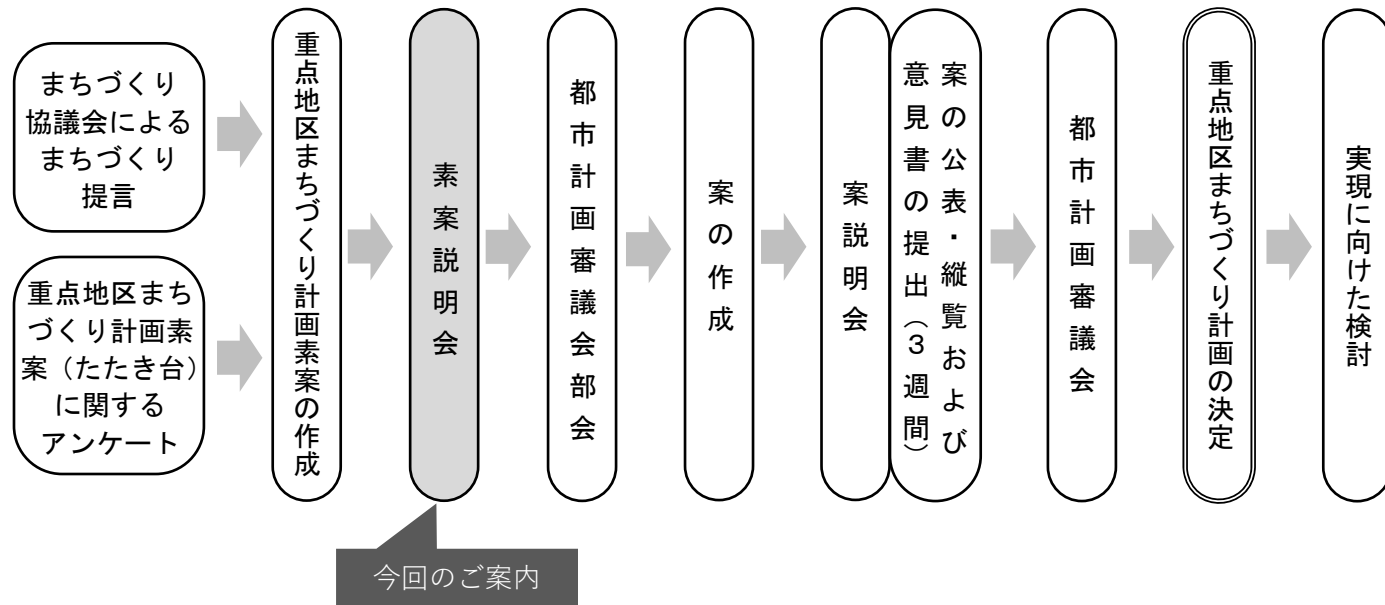 まちづくり
協議会による
まちづくり
提言
重点地区まち
づくり計画素
案（たたき台）
に関する
アンケート
重点地区まちづくり計画素案の作成
素案説明会
都市計画審議会部会
案の作成
案説明会
案の公表・縦覧および
意見書の提出（３週間）
都市計画審議会
重点地区まちづくり計画の決定
実現に向けた検討
今回のご案内